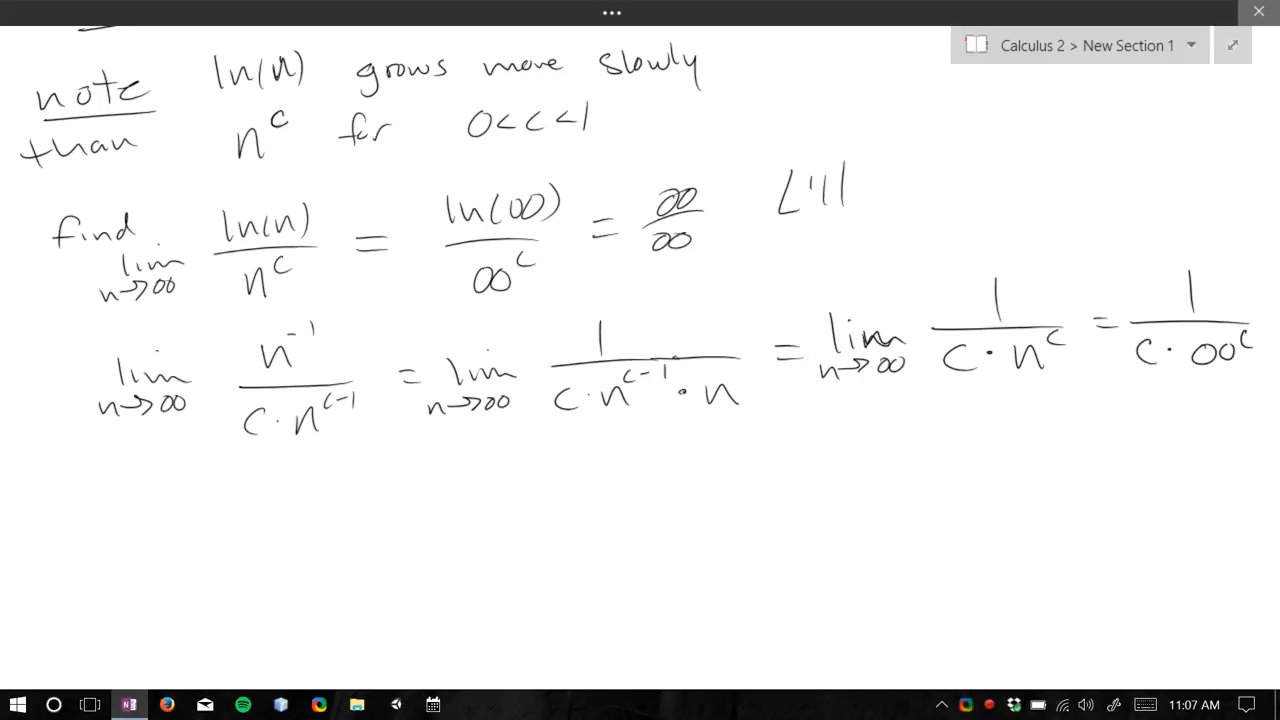 Calculus 2 > New Section 1
note ln(n) grows more slowly
than n^c for 0<c<1
find lim n→∞ ln(n)/n^c = ln(∞)/∞^c = ∞/∞ L'H
lim n→∞ n^-1/c·n^c-1 = lim n→∞ 1/c·n^c-1·n = lim n→∞ 1/c·n^c = 1/c·∞^c
11:07 AM